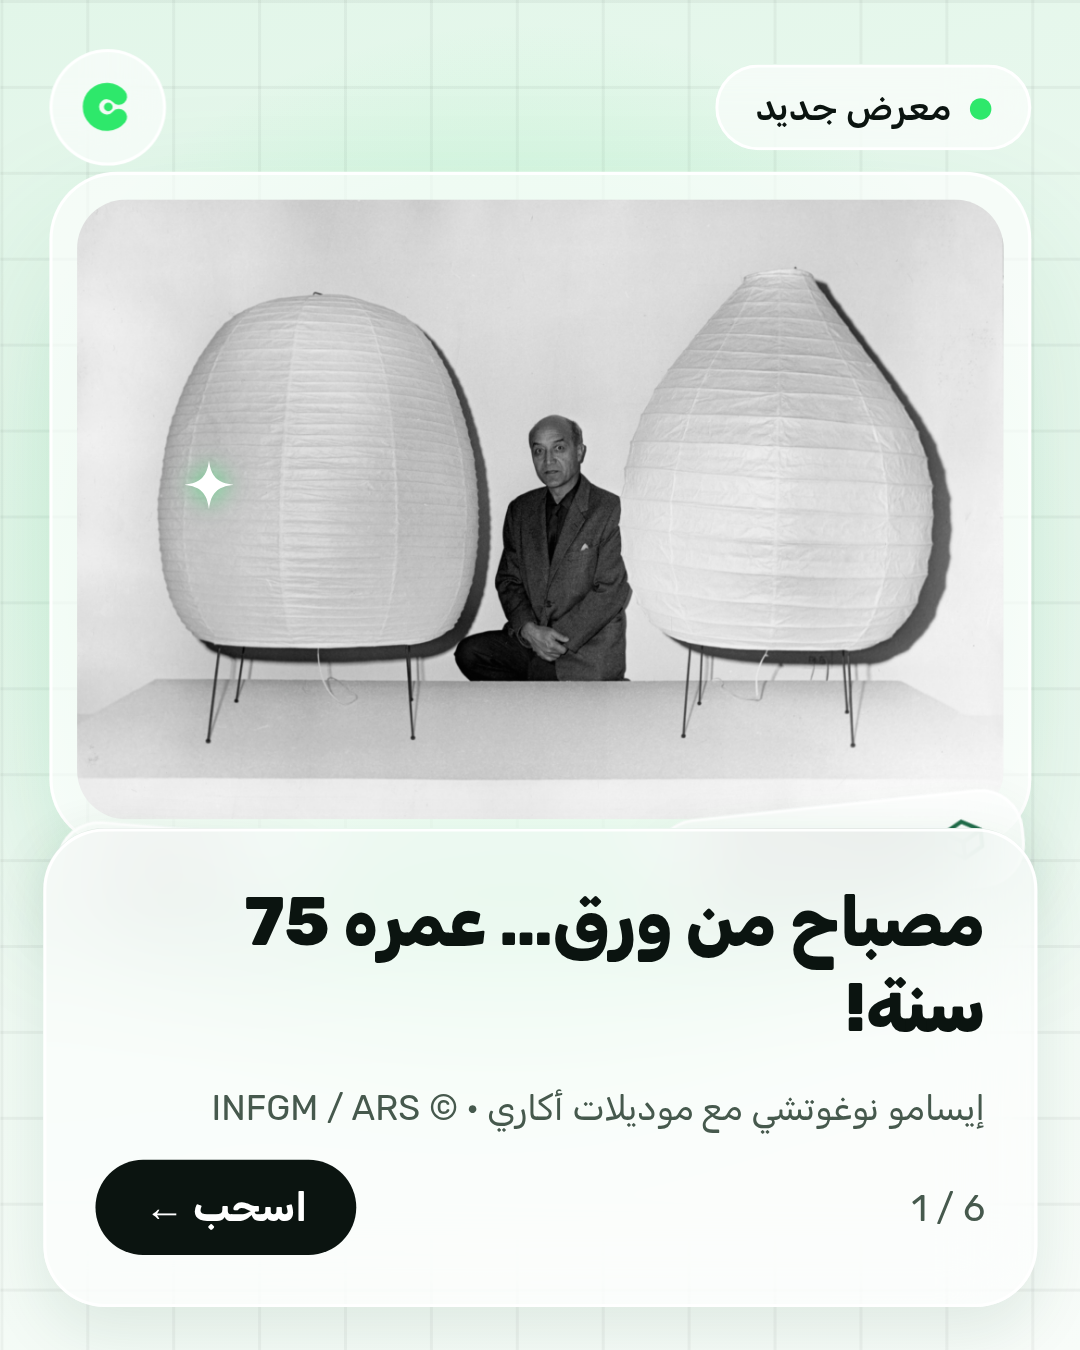 معرض جديد
مصباح من ورق... عمره 75
سنة!
إيسامو نوغوتشي مع موديلات أكاري • © INFGM / ARS
1 / 6
اسحب ←